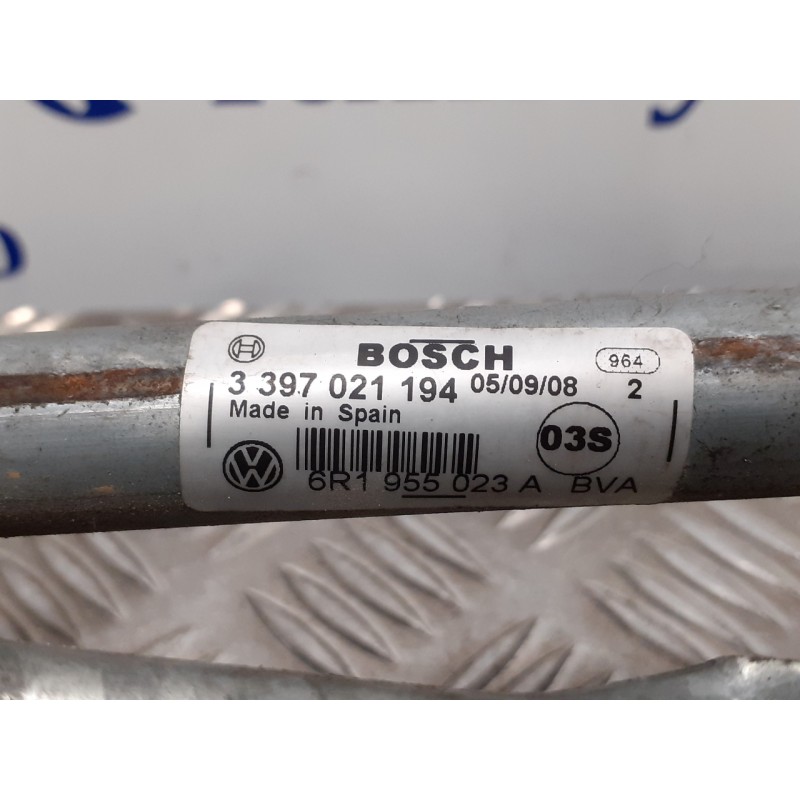 BOSCH 964
3 397 021 194 05/09/08 2
Made in Spain
03S
6R1 955 023 A BVA